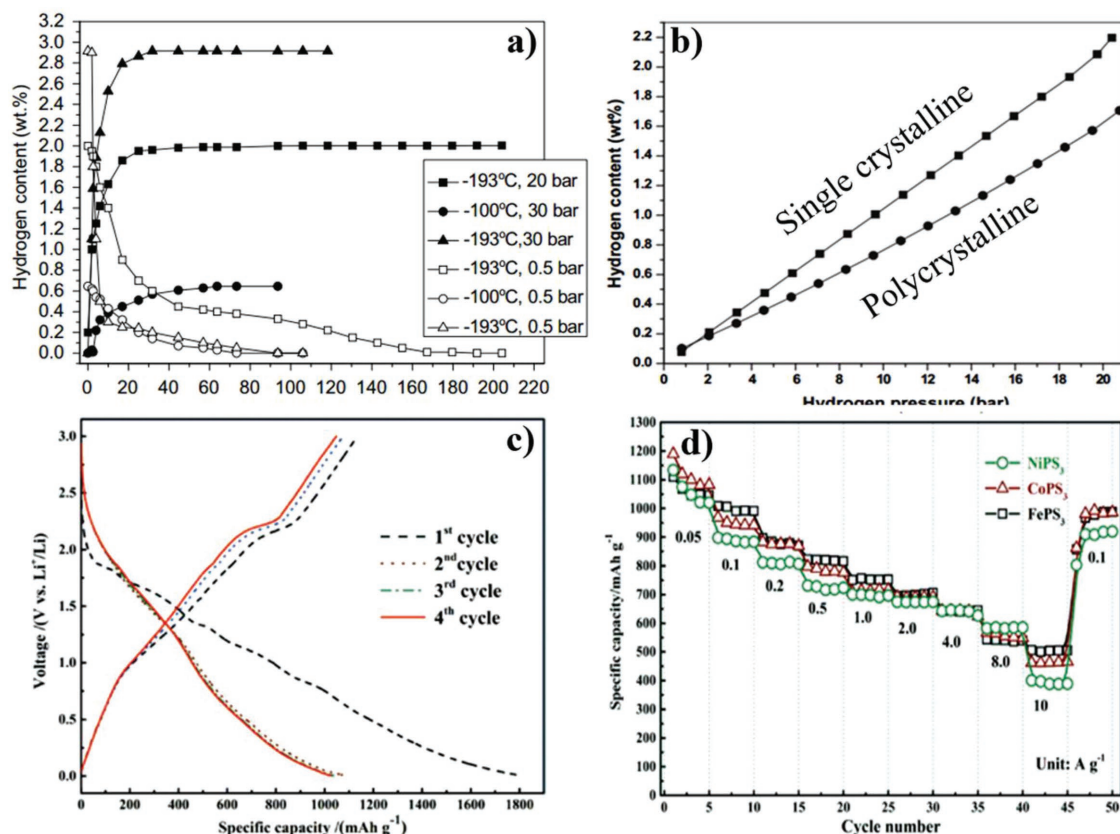 a)
Hydrogen content (wt.%)
3.2
3.0
2.8
2.6
2.4
2.2
2.0
1.8
1.6
1.4
1.2
1.0
0.8
0.6
0.4
0.2
0.0
-193ºC, 20 bar
-100ºC, 30 bar
-193ºC,30 bar
-193ºC, 0.5 bar
-100ºC, 0.5 bar
-193ºC, 0.5 bar
0 20 40 60 80 100 120 140 160 180 200 220
b)
Hydrogen content (wt%)
2.2
2.0
1.8
1.6
1.4
1.2
1.0
0.8
0.6
0.4
0.2
0.0
Single crystalline
Polycrystalline
0 2 4 6 8 10 12 14 16 18 20
Hydrogen pressure (bar)
c)
Voltage /(V vs. Li⁺/Li)
3.0
2.5
2.0
1.5
1.0
0.5
0.0
1st cycle
2nd cycle
3rd cycle
4th cycle
0 200 400 600 800 1000 1200 1400 1600 1800
Specific capacity /(mAh g-1)
d)
Specific capacity/mAh g-1
1300
1200
1100
1000
900
800
700
600
500
400
300
200
100
0
NiPS3
CoPS3
FePS3
0.05
0.1
0.2
0.5
1.0
2.0
4.0
8.0
10
0.1
Unit: A g-1
0 5 10 15 20 25 30 35 40 45 50
Cycle number